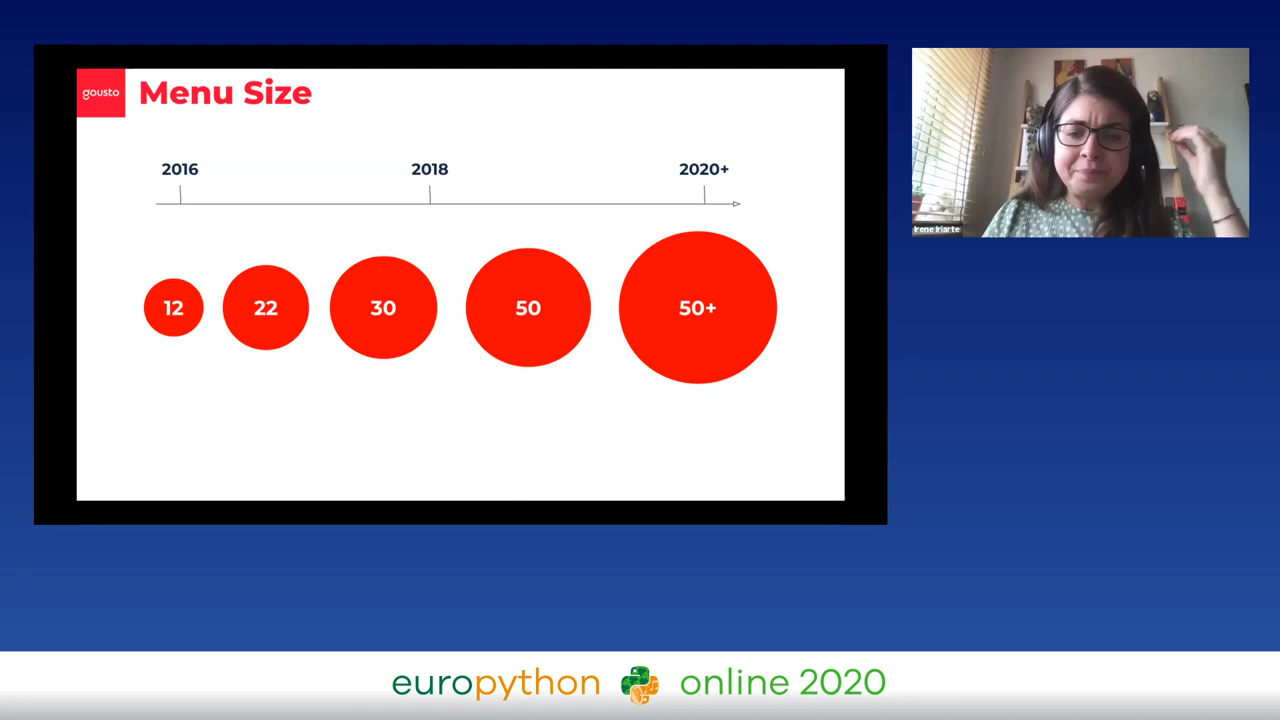 gousto
Menu Size
2016 2018 2020+
12 22 30 50 50+
Irene Iriarte
europython online 2020